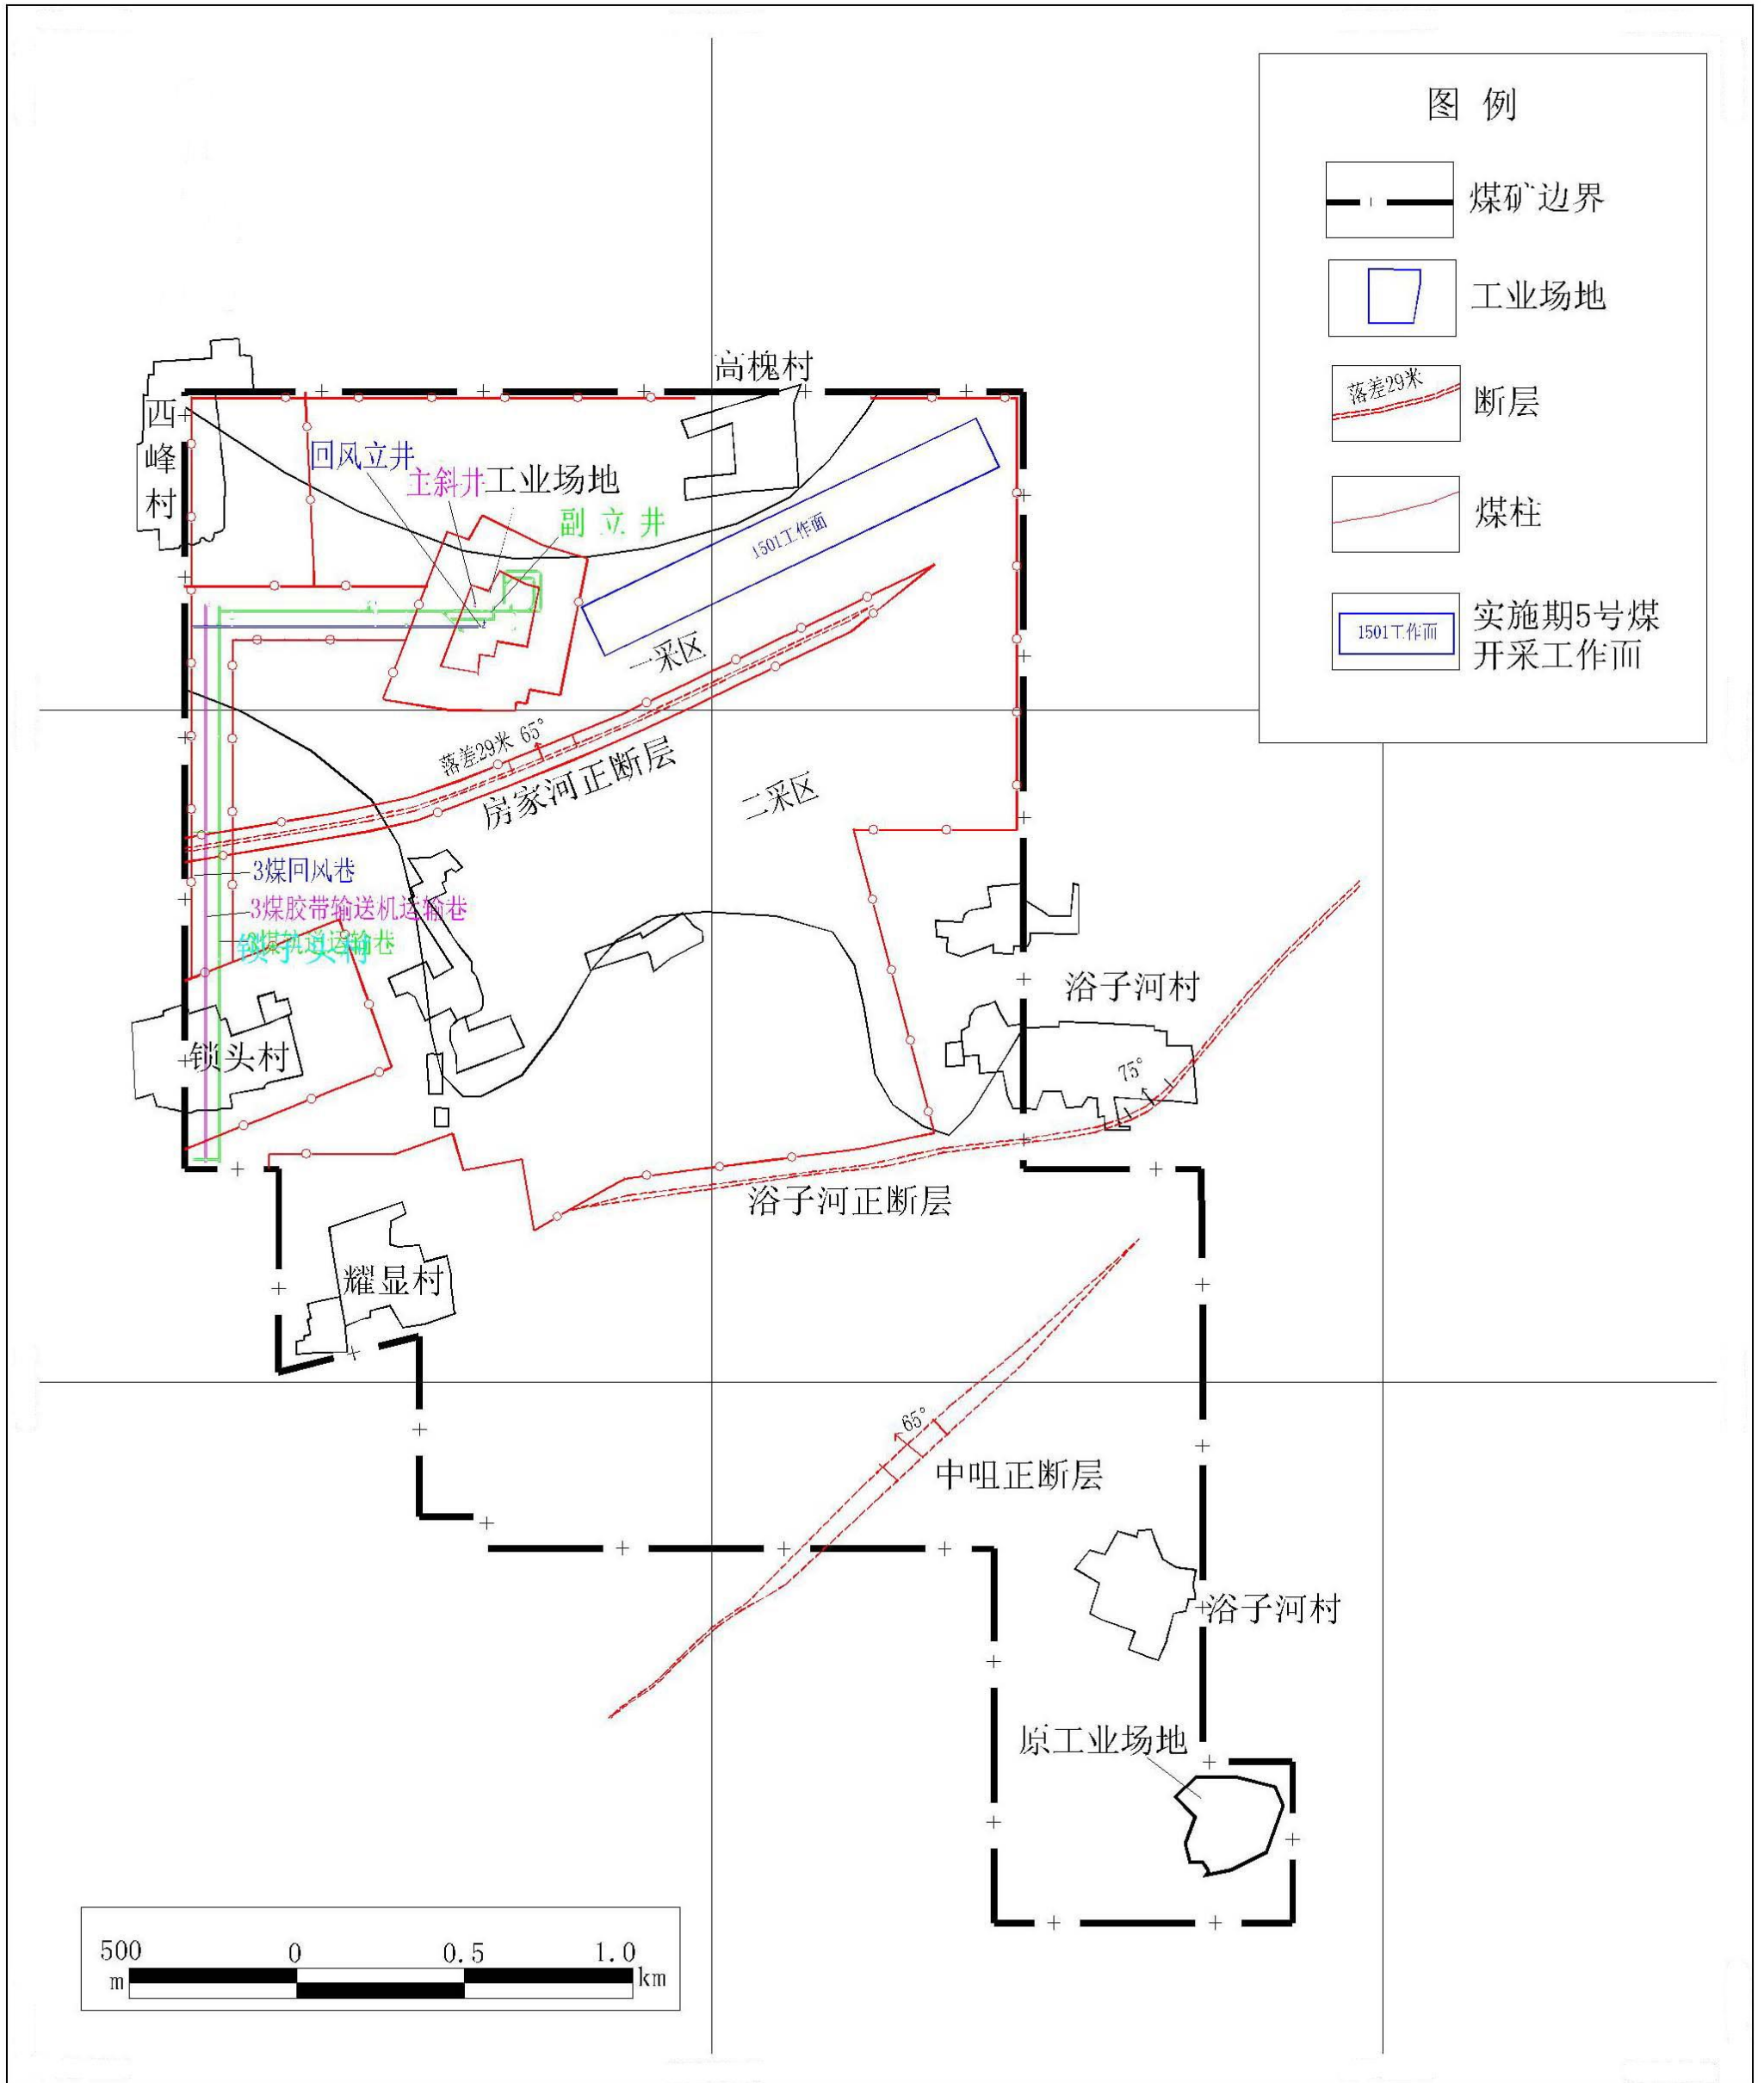 图 例
煤矿边界
工业场地
落差29米
断层
煤柱
1501工作面
实施期5号煤
开采工作面
高槐村
西
峰
村
回风立井
主斜井
工业场地
副 立 井
1501工作面
一采区
落差29米 65°
房家河正断层
二采区
3煤回风巷
3煤胶带输送机运输巷
3煤轨道运输巷
锁头村
浴子河村
75°
浴子河正断层
耀显村
65°
中咀正断层
浴子河村
原工业场地
500 0 0.5 1.0
m km